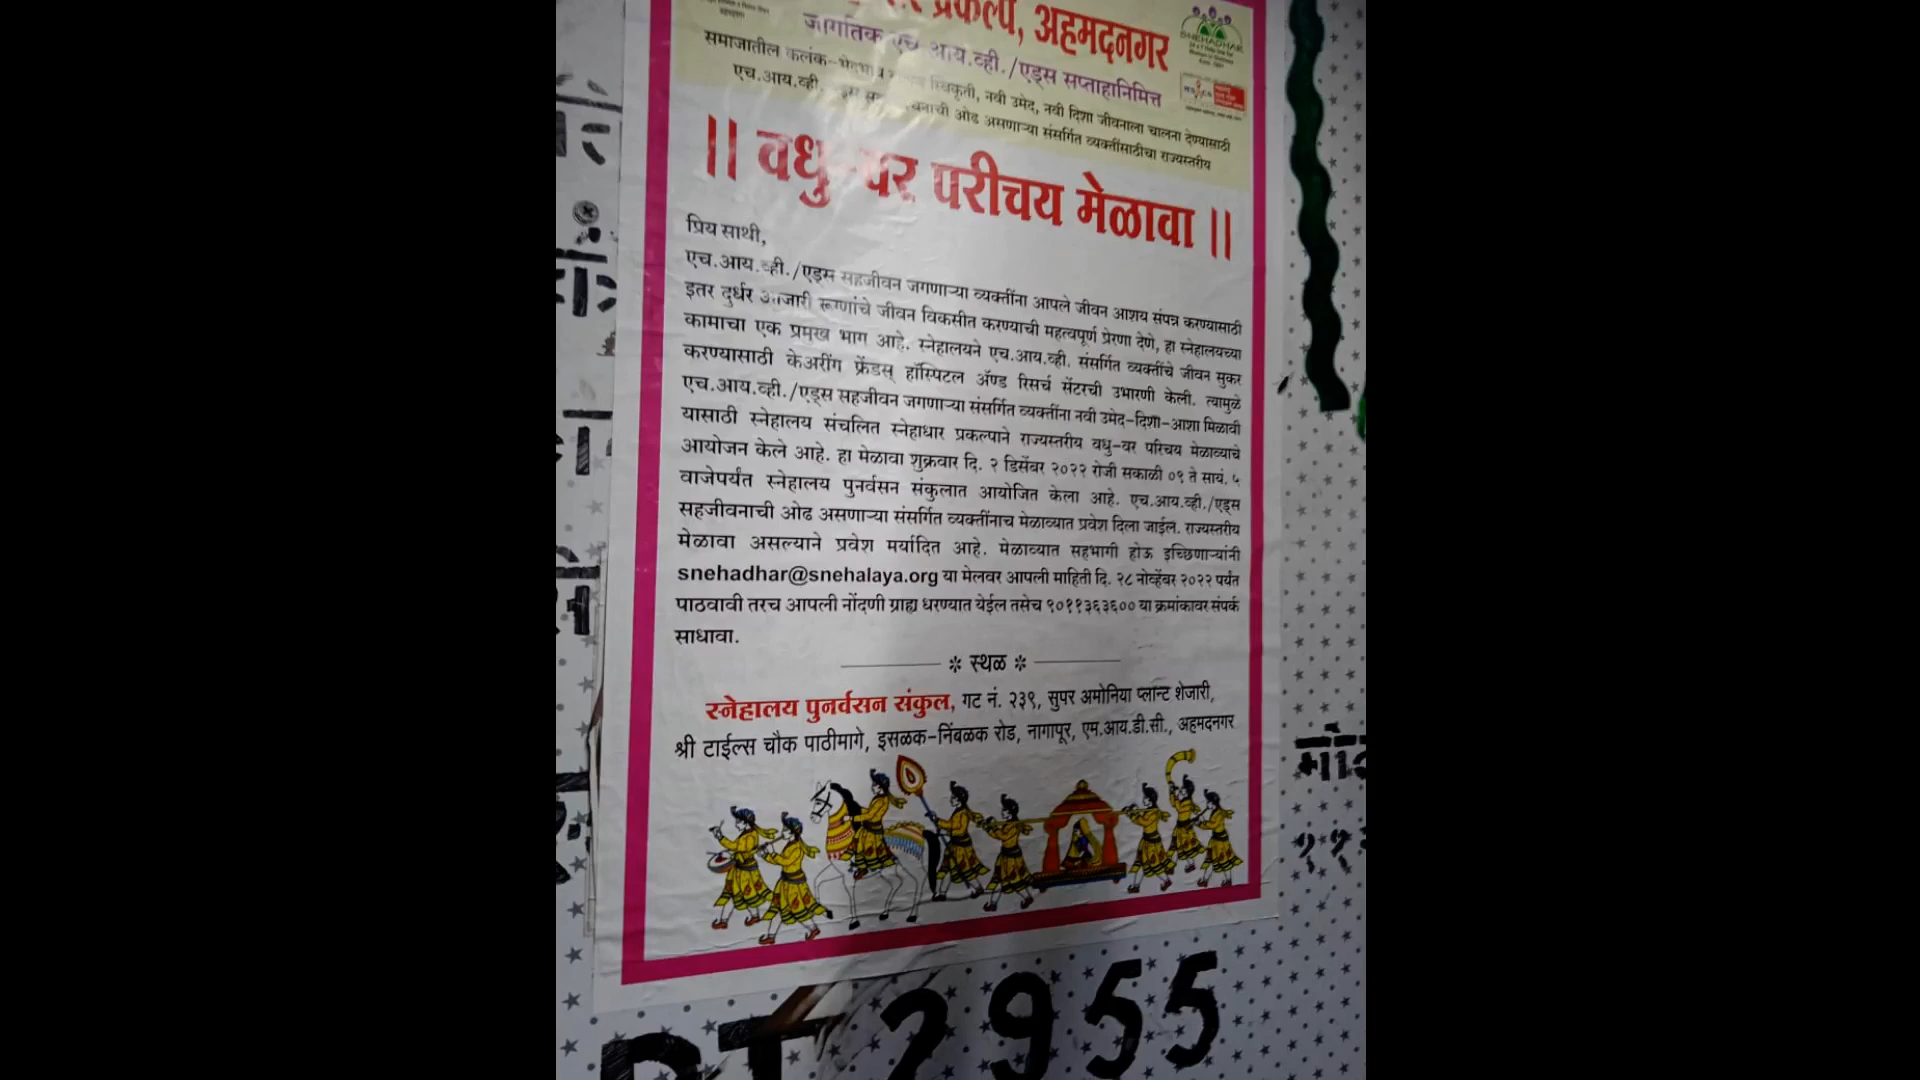 प्रकल्प, अहमदनगर
SNEHADHAR
जागतिक एच.आय.व्ही./एड्स सप्ताहानिमित्त
समाजातील कलंक-भेदभाव स्विकृती, नवी उमेद, नवी दिशा जीवनाला चालना देण्यासाठी
एच.आय.व्ही. ओढ असणाऱ्या संसर्गित व्यक्तींसाठीचा राज्यस्तरीय
|| वधु-वर परीचय मेळावा ||
प्रिय साथी,
एच.आय.व्ही./एड्स सहजीवन जगणाऱ्या व्यक्तींना आपले जीवन आशय संपन्न करण्यासाठी
इतर दुर्धर आजारी रूग्णांचे जीवन विकसीत करण्याची महत्वपूर्ण प्रेरणा देणे, हा स्नेहालयच्या
कामाचा एक प्रमुख भाग आहे. स्नेहालयने एच.आय.व्ही. संसर्गित व्यक्तींचे जीवन सुकर
करण्यासाठी केअरींग फ्रेंडस् हॉस्पिटल ॲण्ड रिसर्च सेंटरची उभारणी केली. त्यामुळे
एच.आय.व्ही./एड्स सहजीवन जगणाऱ्या संसर्गित व्यक्तींना नवी उमेद-दिशा-आशा मिळावी
यासाठी स्नेहालय संचलित स्नेहाधार प्रकल्पाने राज्यस्तरीय वधु-वर परिचय मेळाव्याचे
आयोजन केले आहे. हा मेळावा शुक्रवार दि. २ डिसेंबर २०२२ रोजी सकाळी ०९ ते सायं. ५
वाजेपर्यंत स्नेहालय पुनर्वसन संकुलात आयोजित केला आहे. एच.आय.व्ही./एड्स
सहजीवनाची ओढ असणाऱ्या संसर्गित व्यक्तींनाच मेळाव्यात प्रवेश दिला जाईल. राज्यस्तरीय
मेळावा असल्याने प्रवेश मर्यादित आहे. मेळाव्यात सहभागी होऊ इच्छिणाऱ्यांनी
snehadhar@snehalaya.org या मेलवर आपली माहिती दि. २८ नोव्हेंबर २०२२ पर्यंत
पाठवावी तरच आपली नोंदणी ग्राह्य धरण्यात येईल तसेच ९०११३६३६०० या क्रमांकावर संपर्क
साधावा.
* स्थळ *
स्नेहालय पुनर्वसन संकुल, गट नं. २३९, सुपर अमोनिया प्लान्ट शेजारी,
श्री टाईल्स चौक पाठीमागे, इसळक-निंबळक रोड, नागापूर, एम.आय.डी.सी., अहमदनगर
2955